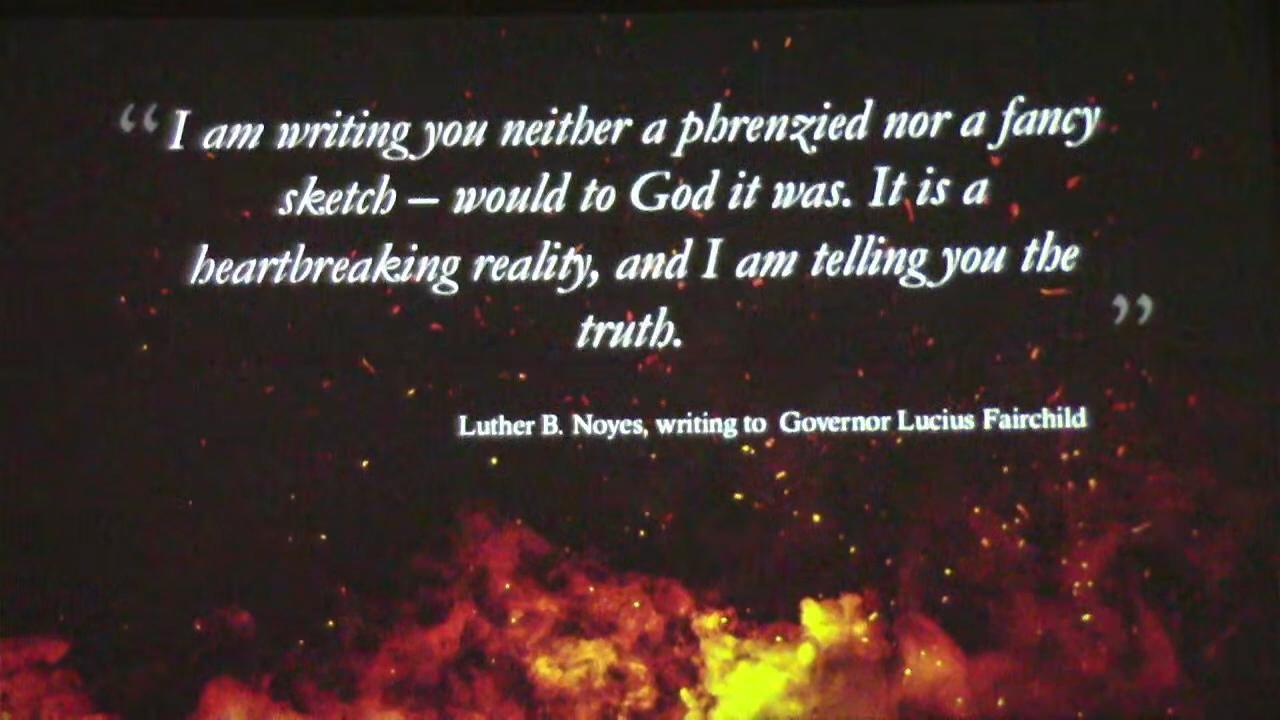 “I am writing you neither a phrenzied nor a fancy
sketch – would to God it was. It is a
heartbreaking reality, and I am telling you the
truth.”
Luther B. Noyes, writing to Governor Lucius Fairchild